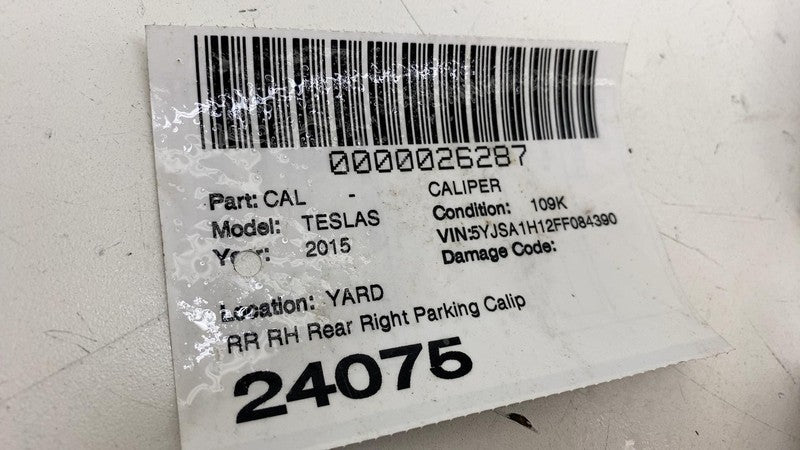 0000026287
Part: CAL - CALIPER
Model: TESLAS Condition: 109K
Year: 2015 VIN:5YJSA1H12FF084390
Damage Code:
Location: YARD
RR RH Rear Right Parking Calip
24075